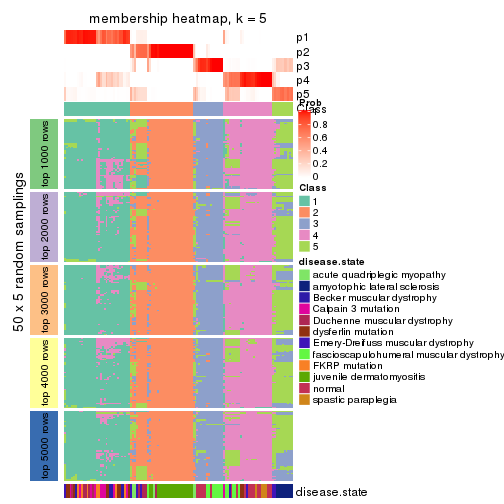 membership heatmap, k = 5
p1
p2
p3
p4
p5
Class
Prob
1
0.8
0.6
0.4
0.2
0
Class
1
2
3
4
5
disease.state
acute quadriplegic myopathy
amyotophic lateral sclerosis
Becker muscular dystrophy
Calpain 3 mutation
Duchenne muscular dystrophy
dysferlin mutation
Emery-Dreifuss muscular dystrophy
fascioscapulohumeral muscular dystrophy
FKRP mutation
juvenile dermatomyositis
normal
spastic paraplegia
50 x 5 random samplings
top 1000 rows
top 2000 rows
top 3000 rows
top 4000 rows
top 5000 rows
disease.state